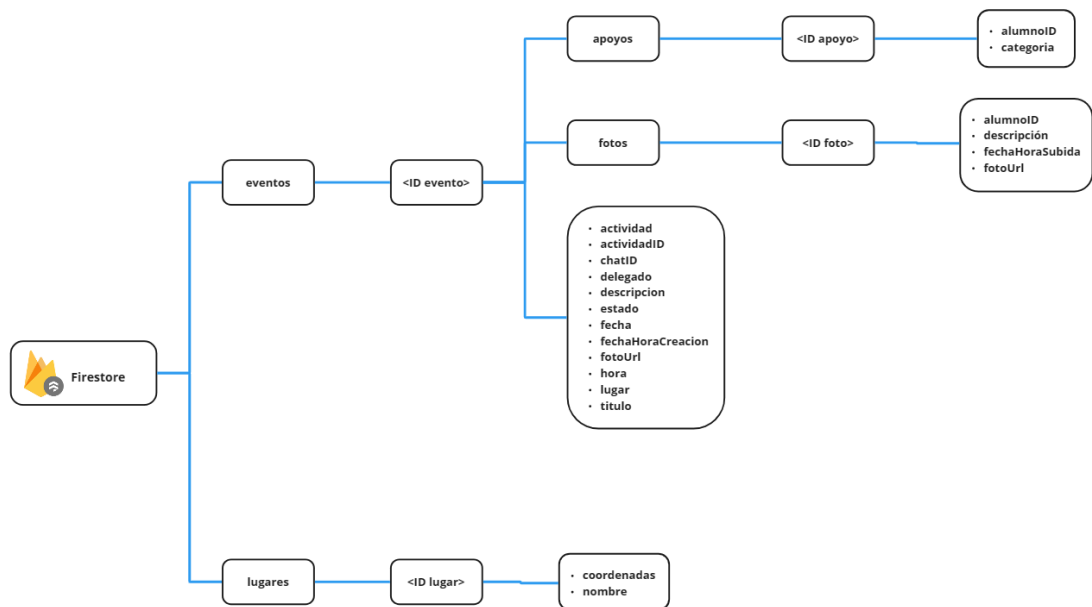 apoyos
<ID apoyo>
• alumnoID
• categoria
fotos
<ID foto>
• alumnoID
• descripción
• fechaHoraSubida
• fotoUrl
eventos
<ID evento>
• actividad
• actividadID
• chatID
• delegado
• descripcion
• estado
• fecha
• fechaHoraCreacion
• fotoUrl
• hora
• lugar
• titulo
Firestore
lugares
<ID lugar>
• coordenadas
• nombre